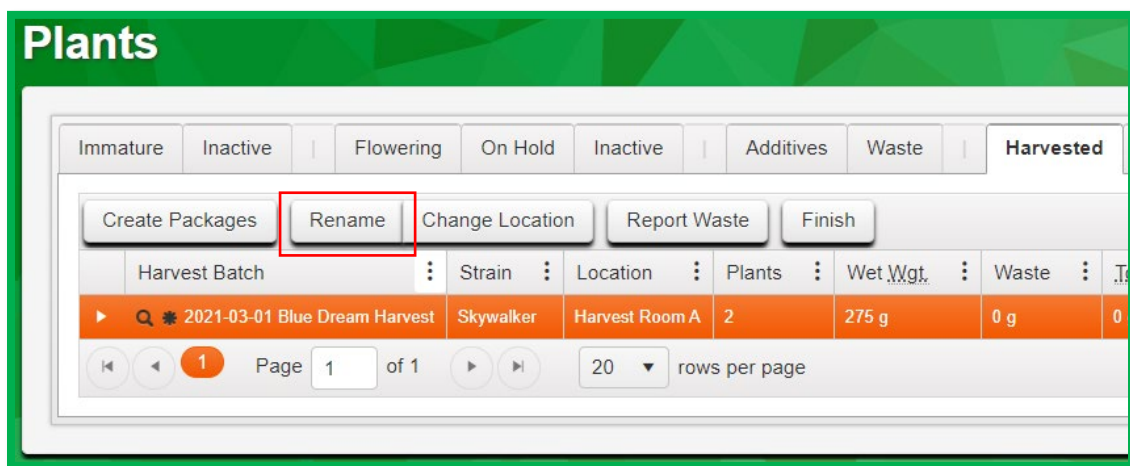 Plants
Immature Inactive | Flowering On Hold Inactive | Additives Waste | Harvested
Create Packages Rename Change Location Report Waste Finish
Harvest Batch Strain Location Plants Wet Wgt. Waste
2021-03-01 Blue Dream Harvest Skywalker Harvest Room A 2 275 g 0 g 0
1 Page 1 of 1 20 rows per page